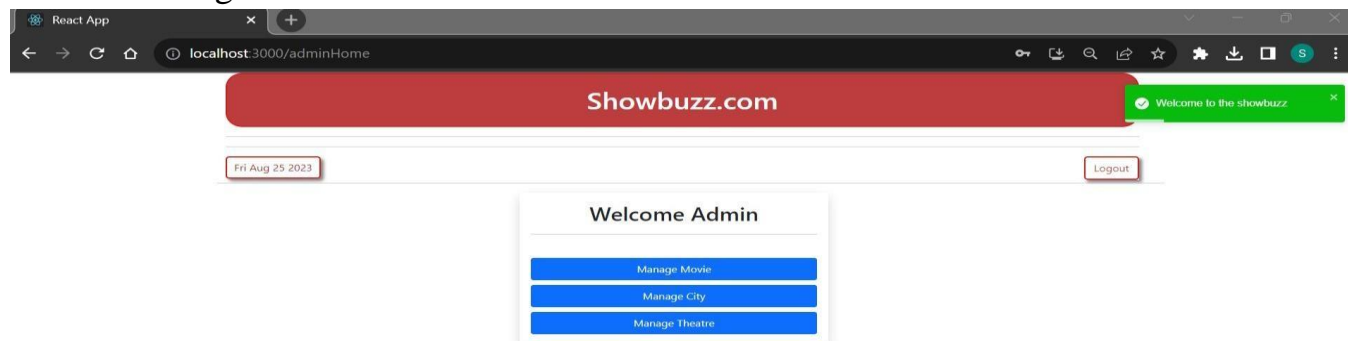 React App
localhost:3000/adminHome
S
Showbuzz.com
Welcome to the showbuzz
Fri Aug 25 2023
Logout
Welcome Admin
Manage Movie
Manage City
Manage Theatre